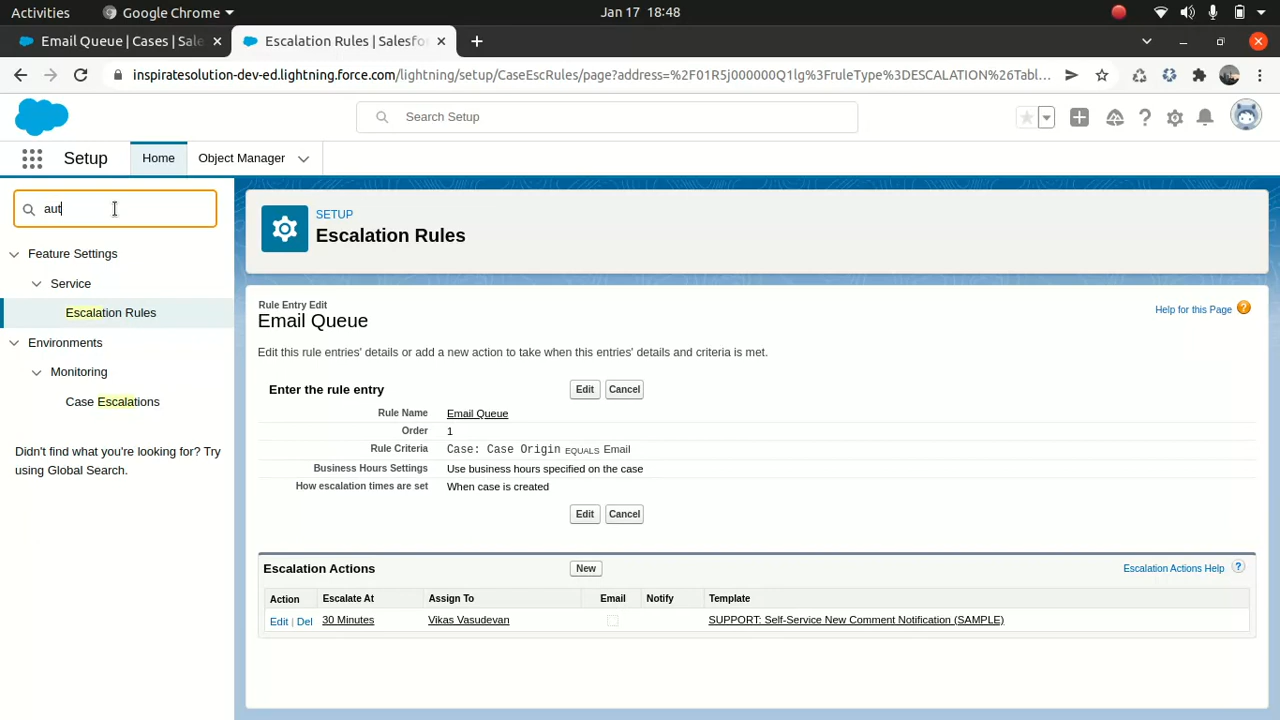 Activities
Google Chrome
Jan 17 18:48
Email Queue | Cases | Sale
Escalation Rules | Salesfo
inspiratesolution-dev-ed.lightning.force.com/lightning/setup/CaseEscRules/page?address=%2F01R5j000000Q1lg%3FruleType%3DESCALATION%26Tabl...
Search Setup
Setup
Home
Object Manager
aut
Feature Settings
Service
Escalation Rules
Environments
Monitoring
Case Escalations
Didn't find what you're looking for? Try
using Global Search.
SETUP
Escalation Rules
Rule Entry Edit
Email Queue
Help for this Page
Edit this rule entries' details or add a new action to take when this entries' details and criteria is met.
Enter the rule entry
Edit Cancel
Rule Name Email Queue
Order 1
Rule Criteria Case: Case Origin EQUALS Email
Business Hours Settings Use business hours specified on the case
How escalation times are set When case is created
Edit Cancel
Escalation Actions New Escalation Actions Help ?
Action Escalate At Assign To Email Notify Template
Edit | Del 30 Minutes Vikas Vasudevan SUPPORT: Self-Service New Comment Notification (SAMPLE)